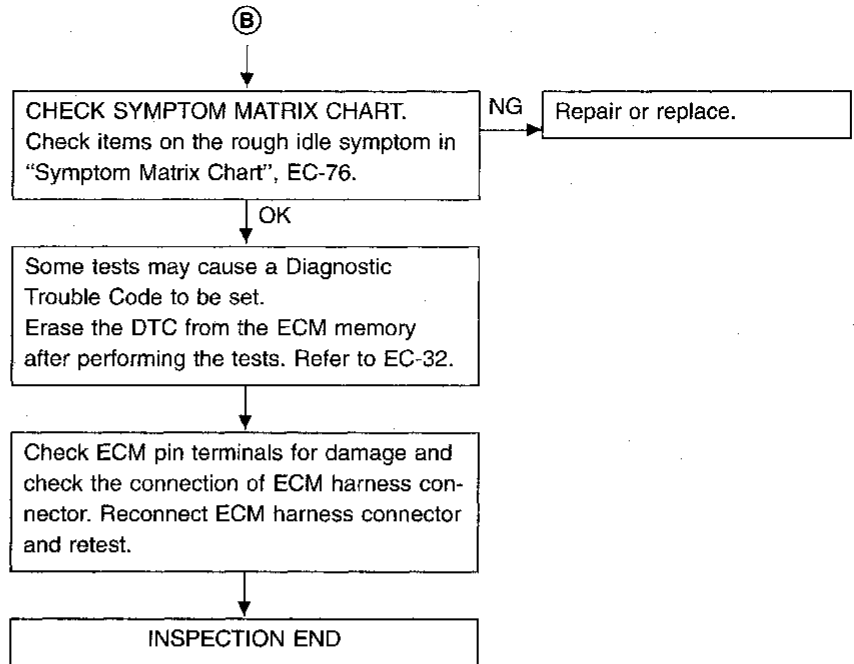 B
CHECK SYMPTOM MATRIX CHART.
Check items on the rough idle symptom in
“Symptom Matrix Chart”, EC-76.
NG
Repair or replace.
OK
Some tests may cause a Diagnostic
Trouble Code to be set.
Erase the DTC from the ECM memory
after performing the tests. Refer to EC-32.
Check ECM pin terminals for damage and
check the connection of ECM harness con-
nector. Reconnect ECM harness connector
and retest.
INSPECTION END